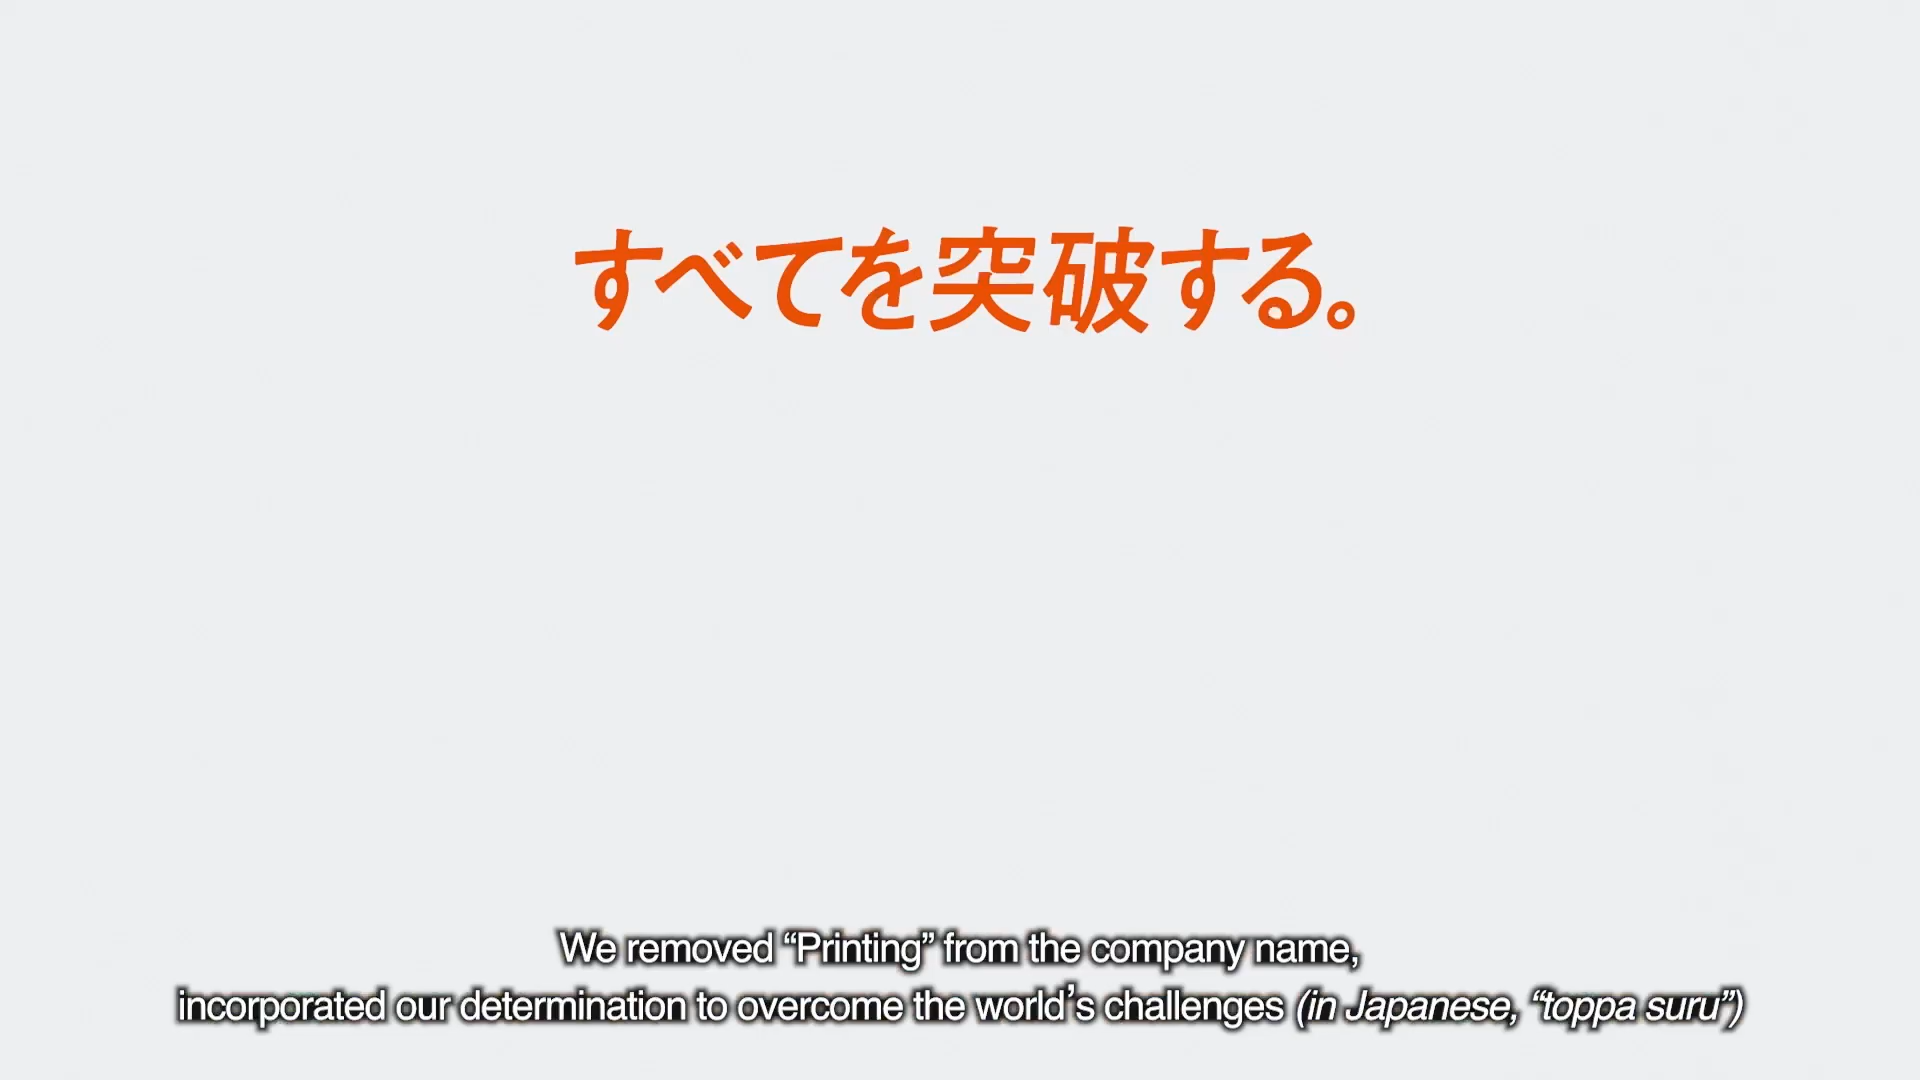 すべてを突破する。
We removed “Printing” from the company name,
incorporated our determination to overcome the world’s challenges (in Japanese, “toppa suru”)